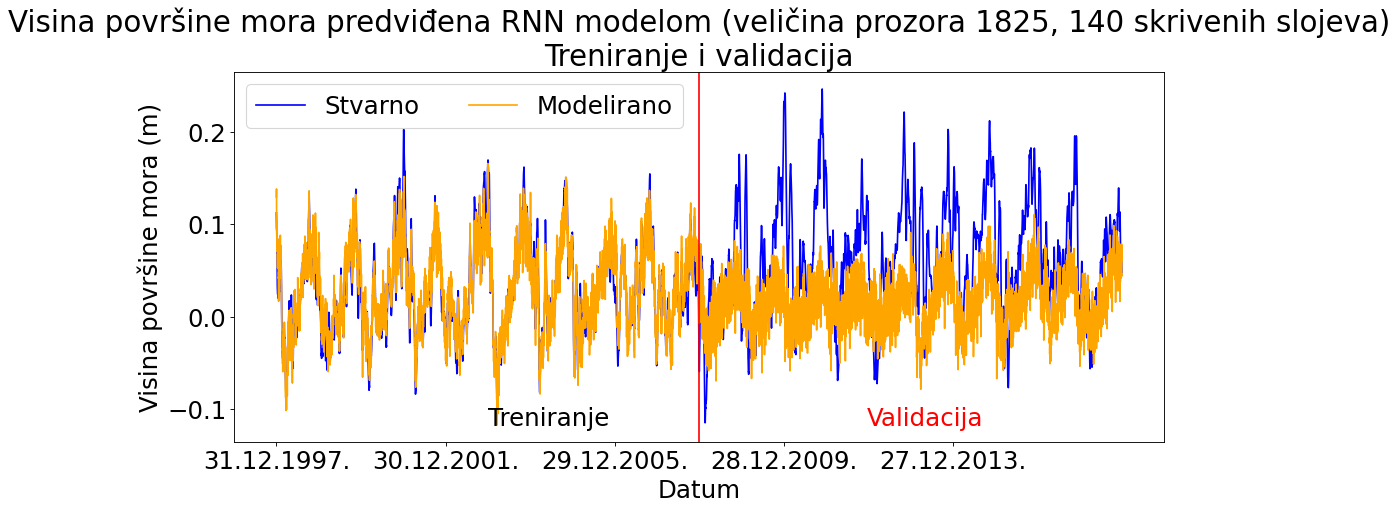 Visina površine mora predviđena RNN modelom (veličina prozora 1825, 140 skrivenih slojeva)
Treniranje i validacija
Stvarno
Modelirano
Visina površine mora (m)
0.2
0.1
0.0
−0.1
Treniranje
Validacija
31.12.1997.
30.12.2001.
29.12.2005.
28.12.2009.
27.12.2013.
Datum